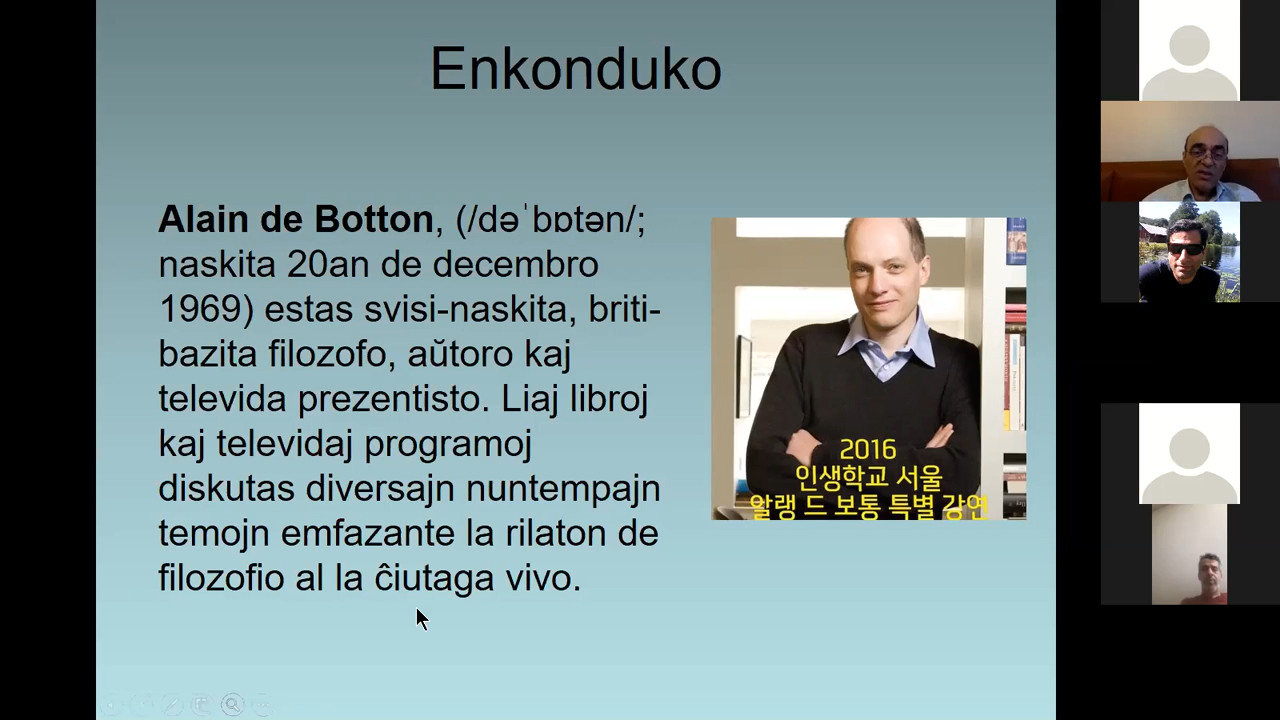 Enkonduko
Alain de Botton, (/dəˈbɒtən/;
naskita 20an de decembro
1969) estas svisi-naskita, briti-
bazita filozofo, aŭtoro kaj
televida prezentisto. Liaj libroj
kaj televidaj programoj
diskutas diversajn nuntempajn
temojn emfazante la rilaton de
filozofio al la ĉiutaga vivo.
2016
인생학교 서울
알랭 드 보통 특별 강연